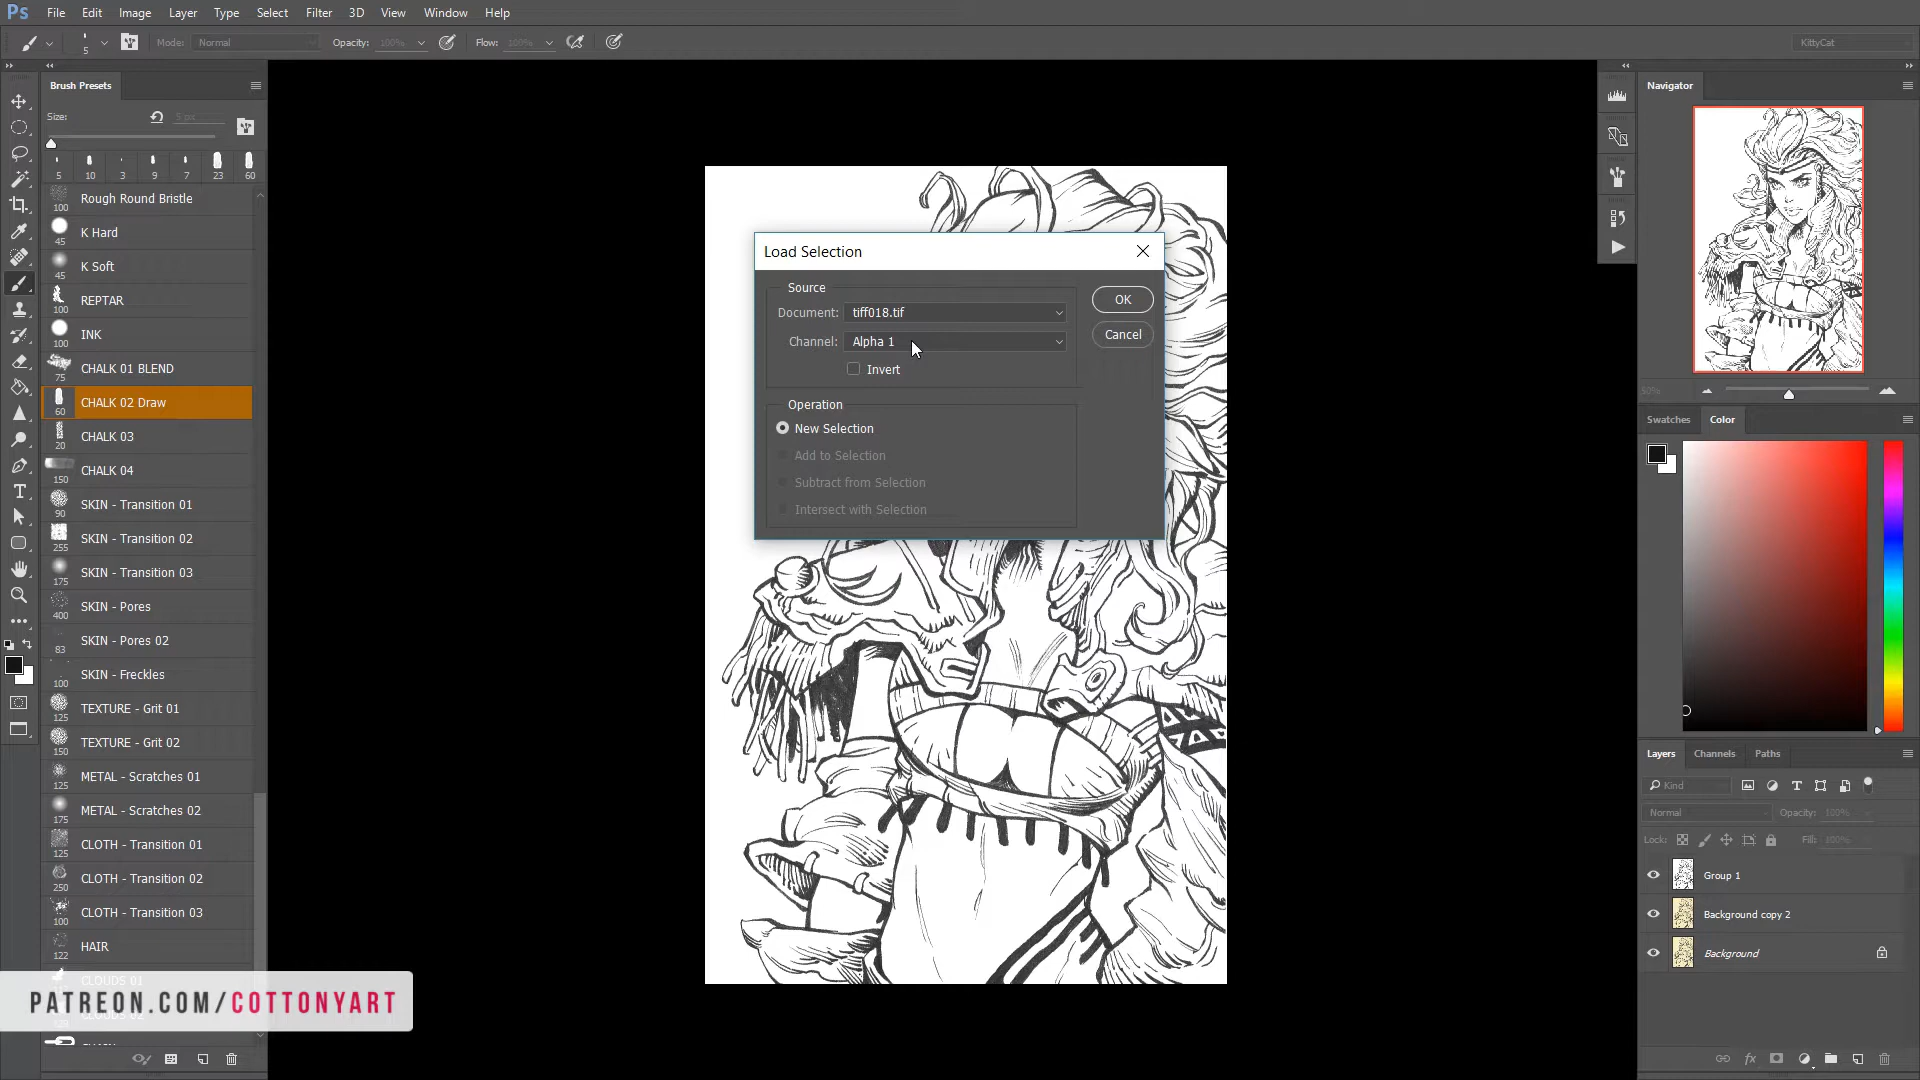 Ps File Edit Image Layer Type Select Filter 3D View Window Help
5 Mode: Normal Opacity: 100% Flow: 100% KittyCat
Brush Presets
Size: 5 px
5 10 3 9 7 23 60
100 Rough Round Bristle
45 K Hard
45 K Soft
100 REPTAR
100 INK
75 CHALK 01 BLEND
60 CHALK 02 Draw
20 CHALK 03
150 CHALK 04
90 SKIN - Transition 01
255 SKIN - Transition 02
175 SKIN - Transition 03
400 SKIN - Pores
83 SKIN - Pores 02
100 SKIN - Freckles
125 TEXTURE - Grit 01
150 TEXTURE - Grit 02
125 METAL - Scratches 01
175 METAL - Scratches 02
125 CLOTH - Transition 01
250 CLOTH - Transition 02
100 CLOTH - Transition 03
122 HAIR
CLOUDS 01
PATREON.COM/COTTONYART
Load Selection
Source
Document: tiff018.tif
Channel: Alpha 1
Invert
OK
Cancel
Operation
New Selection
Add to Selection
Subtract from Selection
Intersect with Selection
Navigator
50%
Swatches Color
Layers Channels Paths
Kind
Normal Opacity: 100%
Lock: Fill: 100%
Group 1
Background copy 2
Background
fx